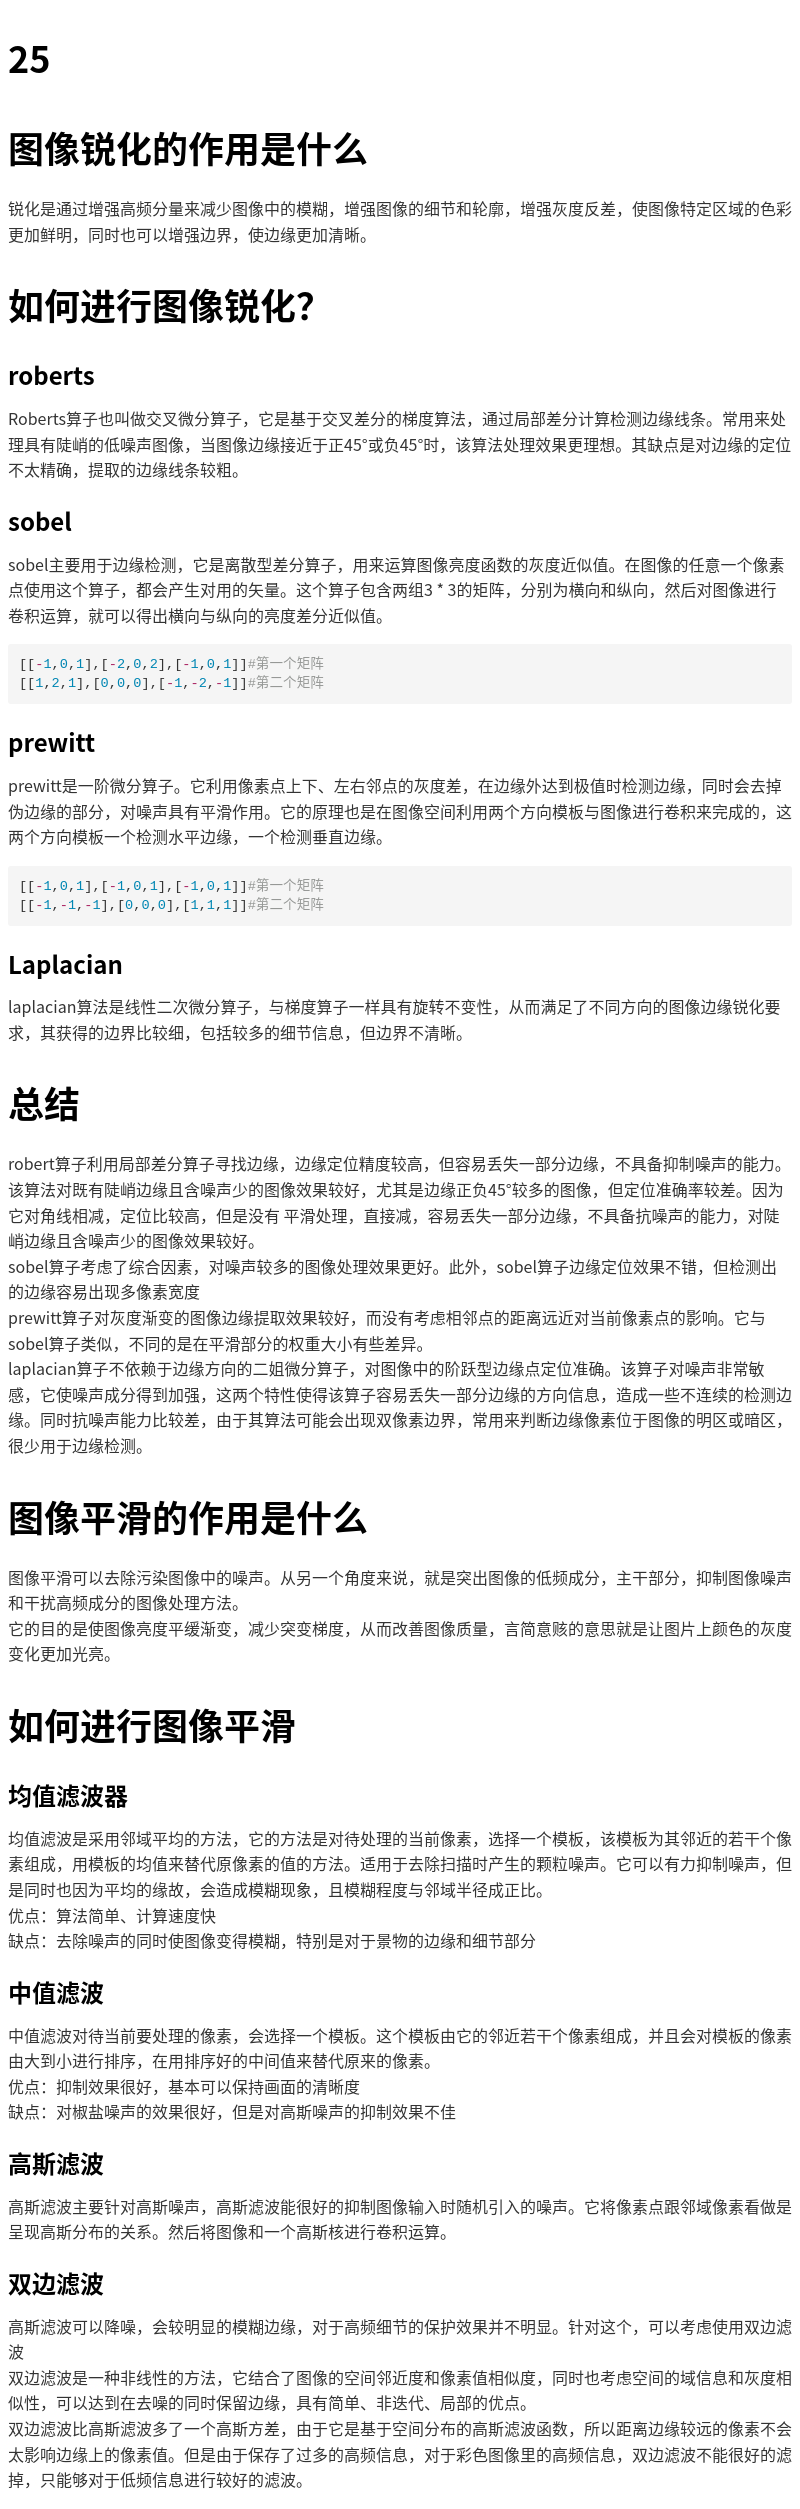 25
图像锐化的作用是什么
锐化是通过增强高频分量来减少图像中的模糊，增强图像的细节和轮廓，增强灰度反差，使图像特定区域的色彩
更加鲜明，同时也可以增强边界，使边缘更加清晰。
如何进行图像锐化？
roberts
Roberts算子也叫做交叉微分算子，它是基于交叉差分的梯度算法，通过局部差分计算检测边缘线条。常用来处
理具有陡峭的低噪声图像，当图像边缘接近于正45°或负45°时，该算法处理效果更理想。其缺点是对边缘的定位
不太精确，提取的边缘线条较粗。
sobel
sobel主要用于边缘检测，它是离散型差分算子，用来运算图像亮度函数的灰度近似值。在图像的任意一个像素
点使用这个算子，都会产生对用的矢量。这个算子包含两组3 * 3的矩阵，分别为横向和纵向，然后对图像进行
卷积运算，就可以得出横向与纵向的亮度差分近似值。
[[-1,0,1],[-2,0,2],[-1,0,1]]#第一个矩阵
[[1,2,1],[0,0,0],[-1,-2,-1]]#第二个矩阵
prewitt
prewitt是一阶微分算子。它利用像素点上下、左右邻点的灰度差，在边缘外达到极值时检测边缘，同时会去掉
伪边缘的部分，对噪声具有平滑作用。它的原理也是在图像空间利用两个方向模板与图像进行卷积来完成的，这
两个方向模板一个检测水平边缘，一个检测垂直边缘。
[[-1,0,1],[-1,0,1],[-1,0,1]]#第一个矩阵
[[-1,-1,-1],[0,0,0],[1,1,1]]#第二个矩阵
Laplacian
laplacian算法是线性二次微分算子，与梯度算子一样具有旋转不变性，从而满足了不同方向的图像边缘锐化要
求，其获得的边界比较细，包括较多的细节信息，但边界不清晰。
总结
robert算子利用局部差分算子寻找边缘，边缘定位精度较高，但容易丢失一部分边缘，不具备抑制噪声的能力。
该算法对既有陡峭边缘且含噪声少的图像效果较好，尤其是边缘正负45°较多的图像，但定位准确率较差。因为
它对角线相减，定位比较高，但是没有 平滑处理，直接减，容易丢失一部分边缘，不具备抗噪声的能力，对陡
峭边缘且含噪声少的图像效果较好。
sobel算子考虑了综合因素，对噪声较多的图像处理效果更好。此外，sobel算子边缘定位效果不错，但检测出
的边缘容易出现多像素宽度
prewitt算子对灰度渐变的图像边缘提取效果较好，而没有考虑相邻点的距离远近对当前像素点的影响。它与
sobel算子类似，不同的是在平滑部分的权重大小有些差异。
laplacian算子不依赖于边缘方向的二姐微分算子，对图像中的阶跃型边缘点定位准确。该算子对噪声非常敏
感，它使噪声成分得到加强，这两个特性使得该算子容易丢失一部分边缘的方向信息，造成一些不连续的检测边
缘。同时抗噪声能力比较差，由于其算法可能会出现双像素边界，常用来判断边缘像素位于图像的明区或暗区，
很少用于边缘检测。
图像平滑的作用是什么
图像平滑可以去除污染图像中的噪声。从另一个角度来说，就是突出图像的低频成分，主干部分，抑制图像噪声
和干扰高频成分的图像处理方法。
它的目的是使图像亮度平缓渐变，减少突变梯度，从而改善图像质量，言简意赅的意思就是让图片上颜色的灰度
变化更加光亮。
如何进行图像平滑
均值滤波器
均值滤波是采用邻域平均的方法，它的方法是对待处理的当前像素，选择一个模板，该模板为其邻近的若干个像
素组成，用模板的均值来替代原像素的值的方法。适用于去除扫描时产生的颗粒噪声。它可以有力抑制噪声，但
是同时也因为平均的缘故，会造成模糊现象，且模糊程度与邻域半径成正比。
优点：算法简单、计算速度快
缺点：去除噪声的同时使图像变得模糊，特别是对于景物的边缘和细节部分
中值滤波
中值滤波对待当前要处理的像素，会选择一个模板。这个模板由它的邻近若干个像素组成，并且会对模板的像素
由大到小进行排序，在用排序好的中间值来替代原来的像素。
优点：抑制效果很好，基本可以保持画面的清晰度
缺点：对椒盐噪声的效果很好，但是对高斯噪声的抑制效果不佳
高斯滤波
高斯滤波主要针对高斯噪声，高斯滤波能很好的抑制图像输入时随机引入的噪声。它将像素点跟邻域像素看做是
呈现高斯分布的关系。然后将图像和一个高斯核进行卷积运算。
双边滤波
高斯滤波可以降噪，会较明显的模糊边缘，对于高频细节的保护效果并不明显。针对这个，可以考虑使用双边滤
波
双边滤波是一种非线性的方法，它结合了图像的空间邻近度和像素值相似度，同时也考虑空间的域信息和灰度相
似性，可以达到在去噪的同时保留边缘，具有简单、非迭代、局部的优点。
双边滤波比高斯滤波多了一个高斯方差，由于它是基于空间分布的高斯滤波函数，所以距离边缘较远的像素不会
太影响边缘上的像素值。但是由于保存了过多的高频信息，对于彩色图像里的高频信息，双边滤波不能很好的滤
掉，只能够对于低频信息进行较好的滤波。